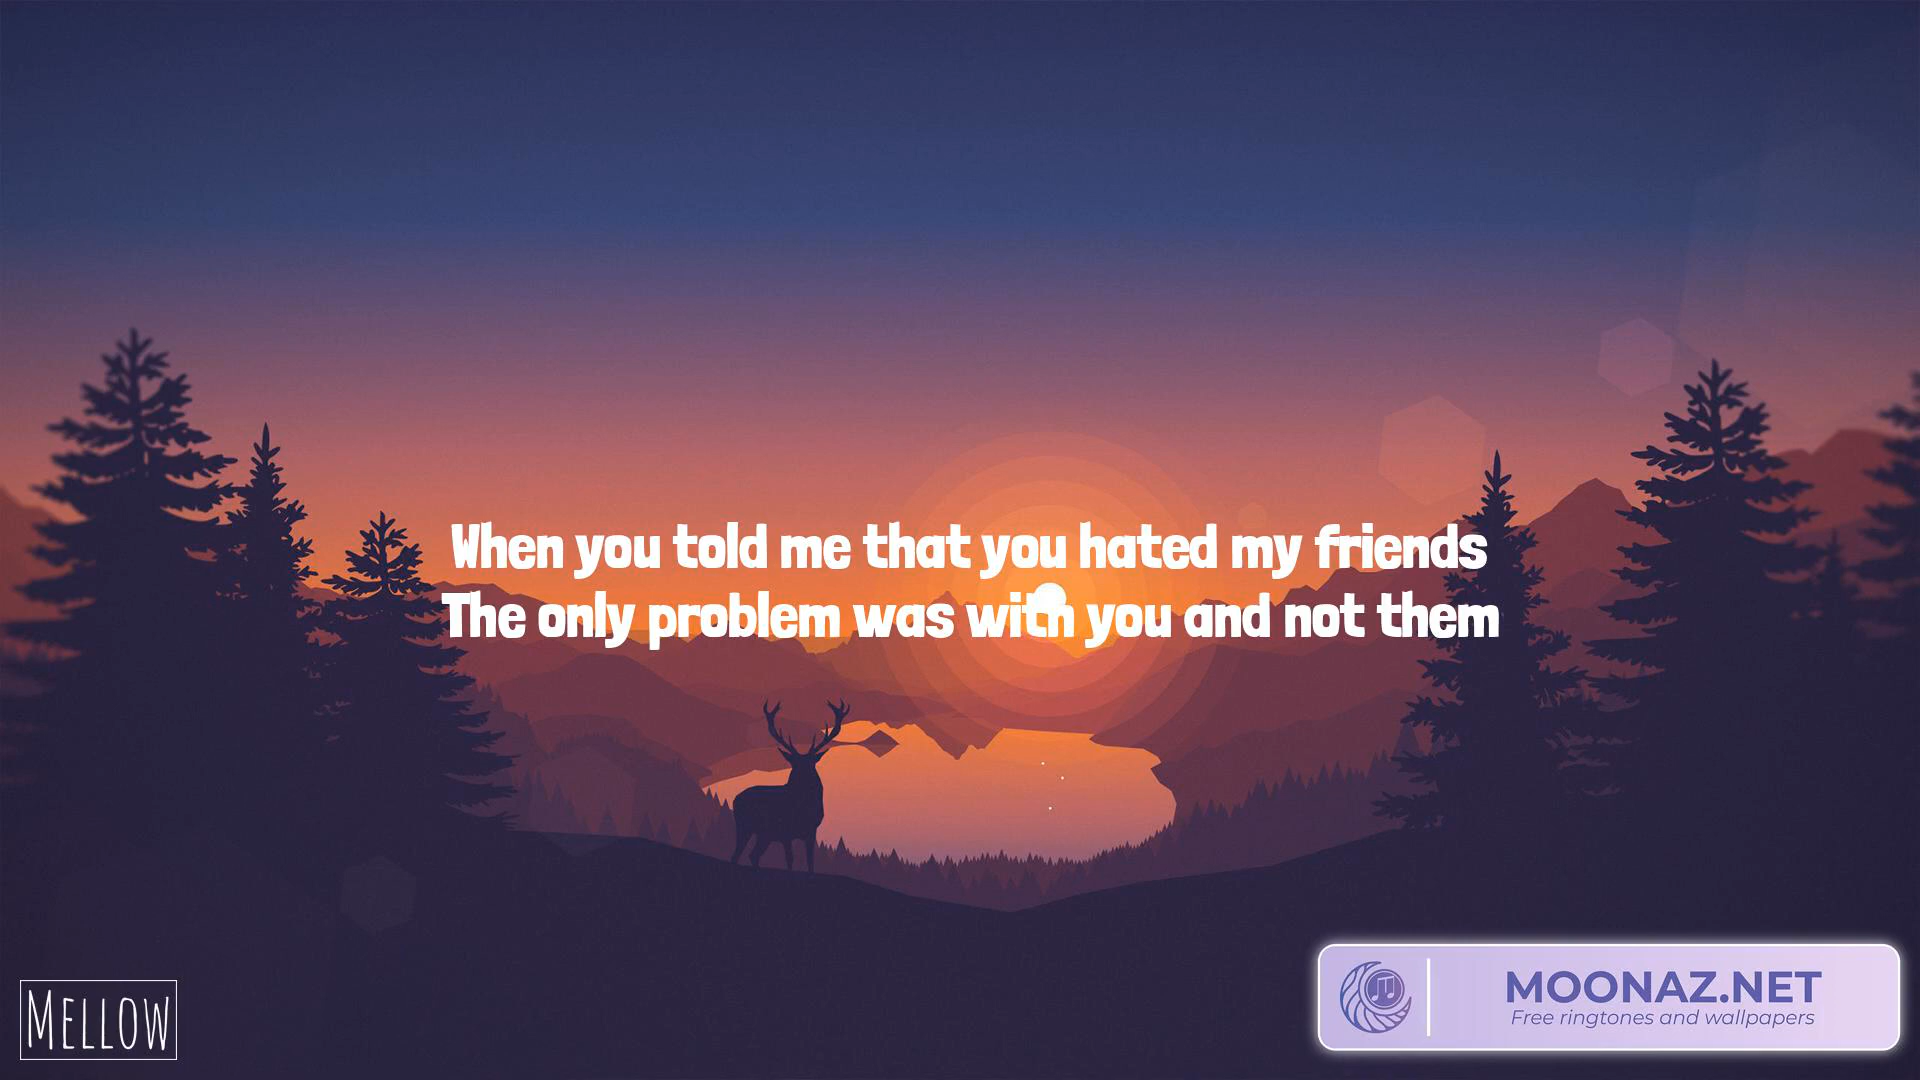 When you told me that you hated my friends
The only problem was with you and not them
MELLOW
MOONAZ.NET
Free ringtones and wallpapers